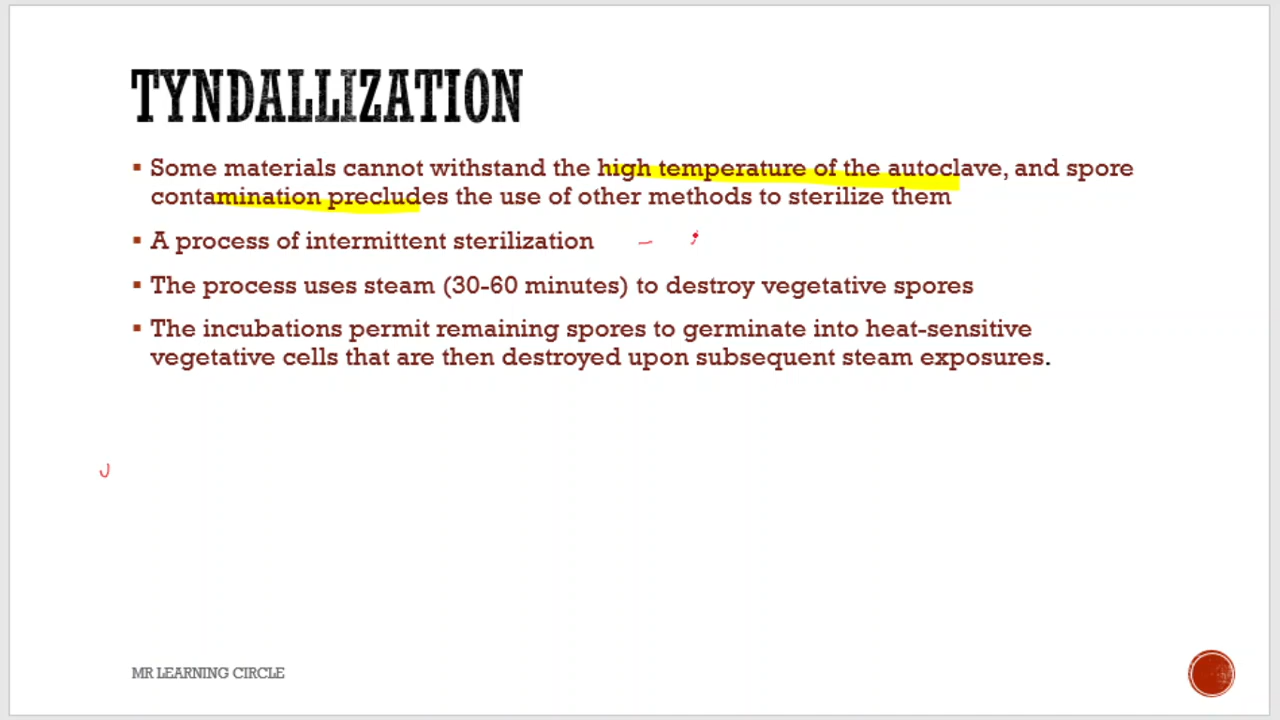 TYNDALLIZATION
▪ Some materials cannot withstand the high temperature of the autoclave, and spore
contamination precludes the use of other methods to sterilize them
▪ A process of intermittent sterilization
▪ The process uses steam (30-60 minutes) to destroy vegetative spores
▪ The incubations permit remaining spores to germinate into heat-sensitive
vegetative cells that are then destroyed upon subsequent steam exposures.
MR LEARNING CIRCLE